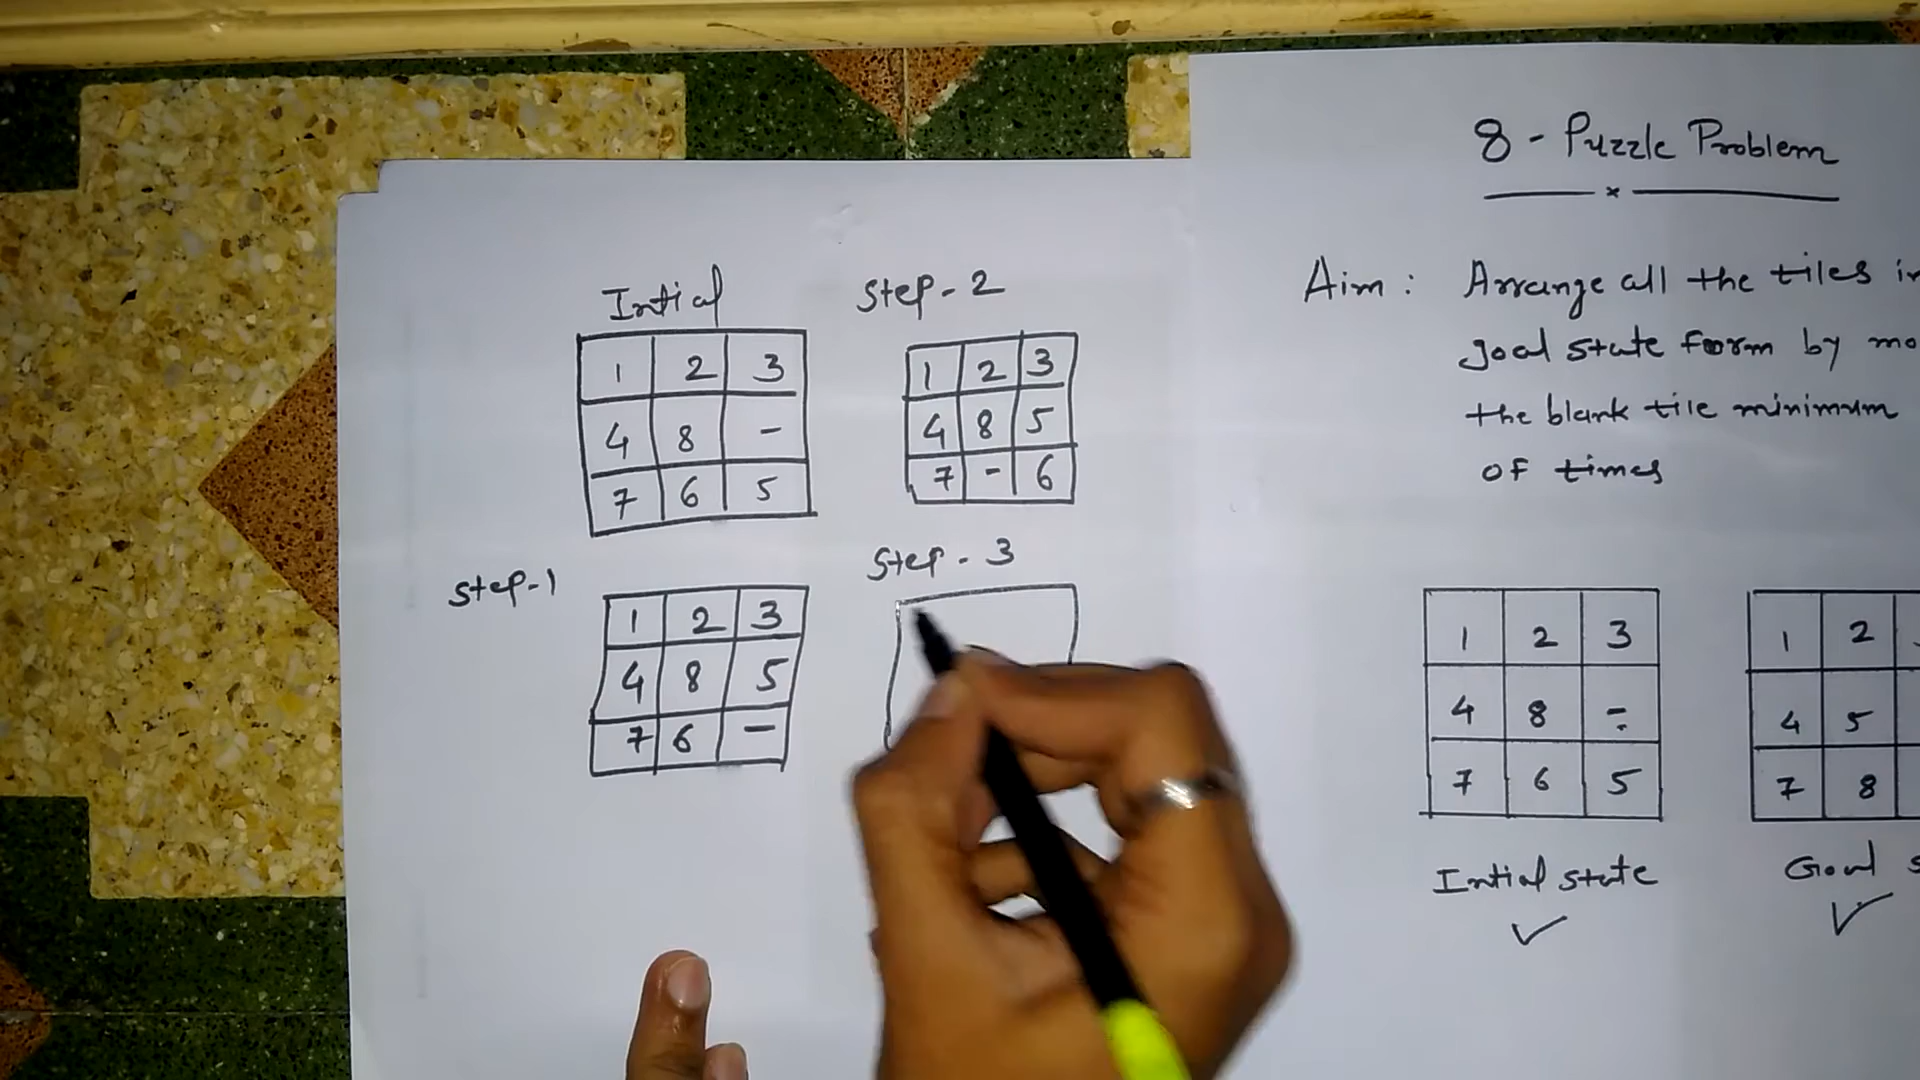 Intial
1 2 3
4 8 -
7 6 5
Step-1
1 2 3
4 8 5
7 6 -
Step-2
1 2 3
4 8 5
7 - 6
Step-3
8-Puzzle Problem
Aim: Arrange all the tiles in
goal state form by mo
the blank tile minimum
of times
1 2 3
4 8 -
7 6 5
Intial state
1 2
4 5
7 8
Goal s